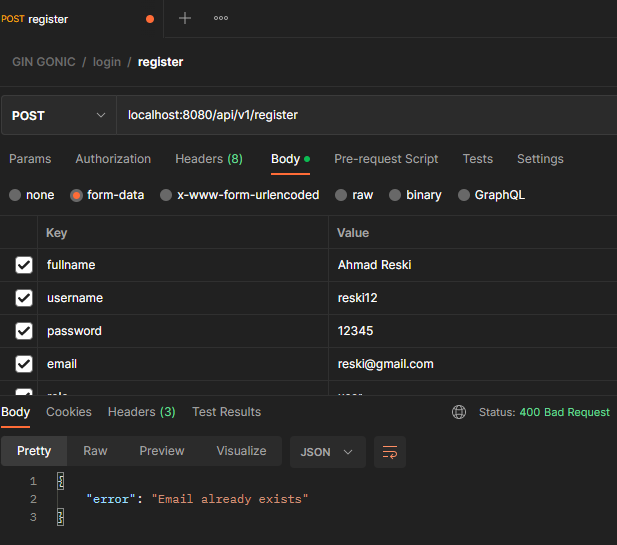 POST register
GIN GONIC / login / register
POST localhost:8080/api/v1/register
Params Authorization Headers (8) Body Pre-request Script Tests Settings
none form-data x-www-form-urlencoded raw binary GraphQL
Key Value
fullname Ahmad Reski
username reski12
password 12345
email reski@gmail.com
Body Cookies Headers (3) Test Results Status: 400 Bad Request
Pretty Raw Preview Visualize JSON
1 {
2 "error": "Email already exists"
3 }